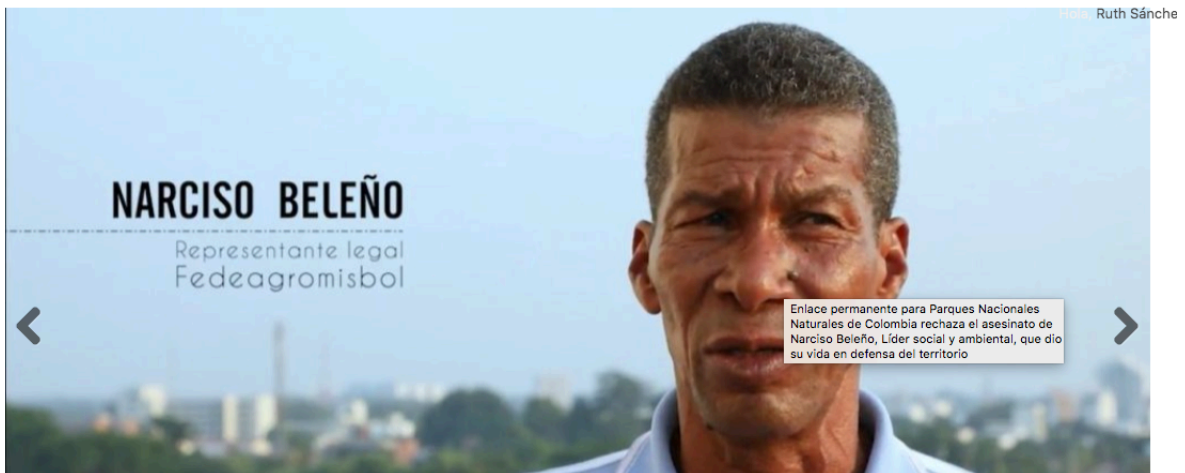 Hola, Ruth Sánche
NARCISO BELEÑO
Representante legal
Fedeagromisbol
Enlace permanente para Parques Nacionales
Naturales de Colombia rechaza el asesinato de
Narciso Beleño, Líder social y ambiental, que dio
su vida en defensa del territorio